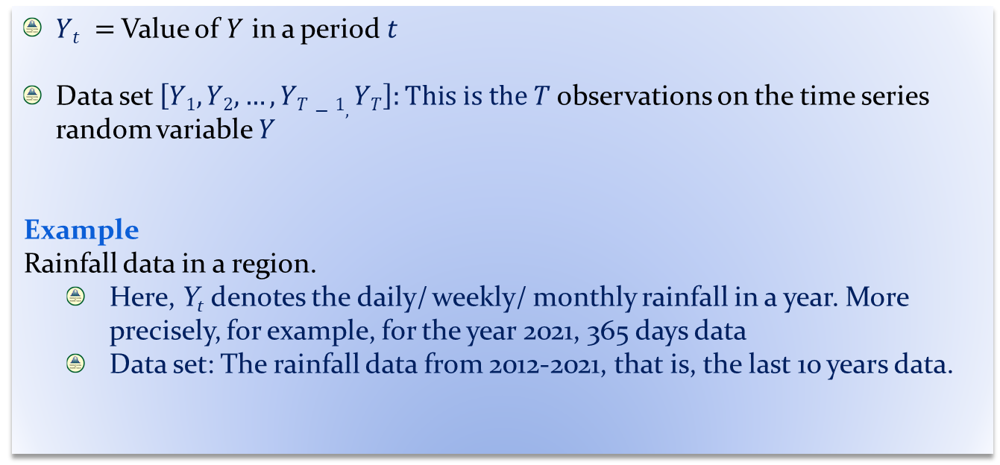 Y_t = Value of Y in a period t
Data set [Y_1, Y_2, ..., Y_{T − 1,} Y_T]: This is the T observations on the time series
random variable Y
Example
Rainfall data in a region.
Here, Y_t denotes the daily/ weekly/ monthly rainfall in a year. More
precisely, for example, for the year 2021, 365 days data
Data set: The rainfall data from 2012-2021, that is, the last 10 years data.